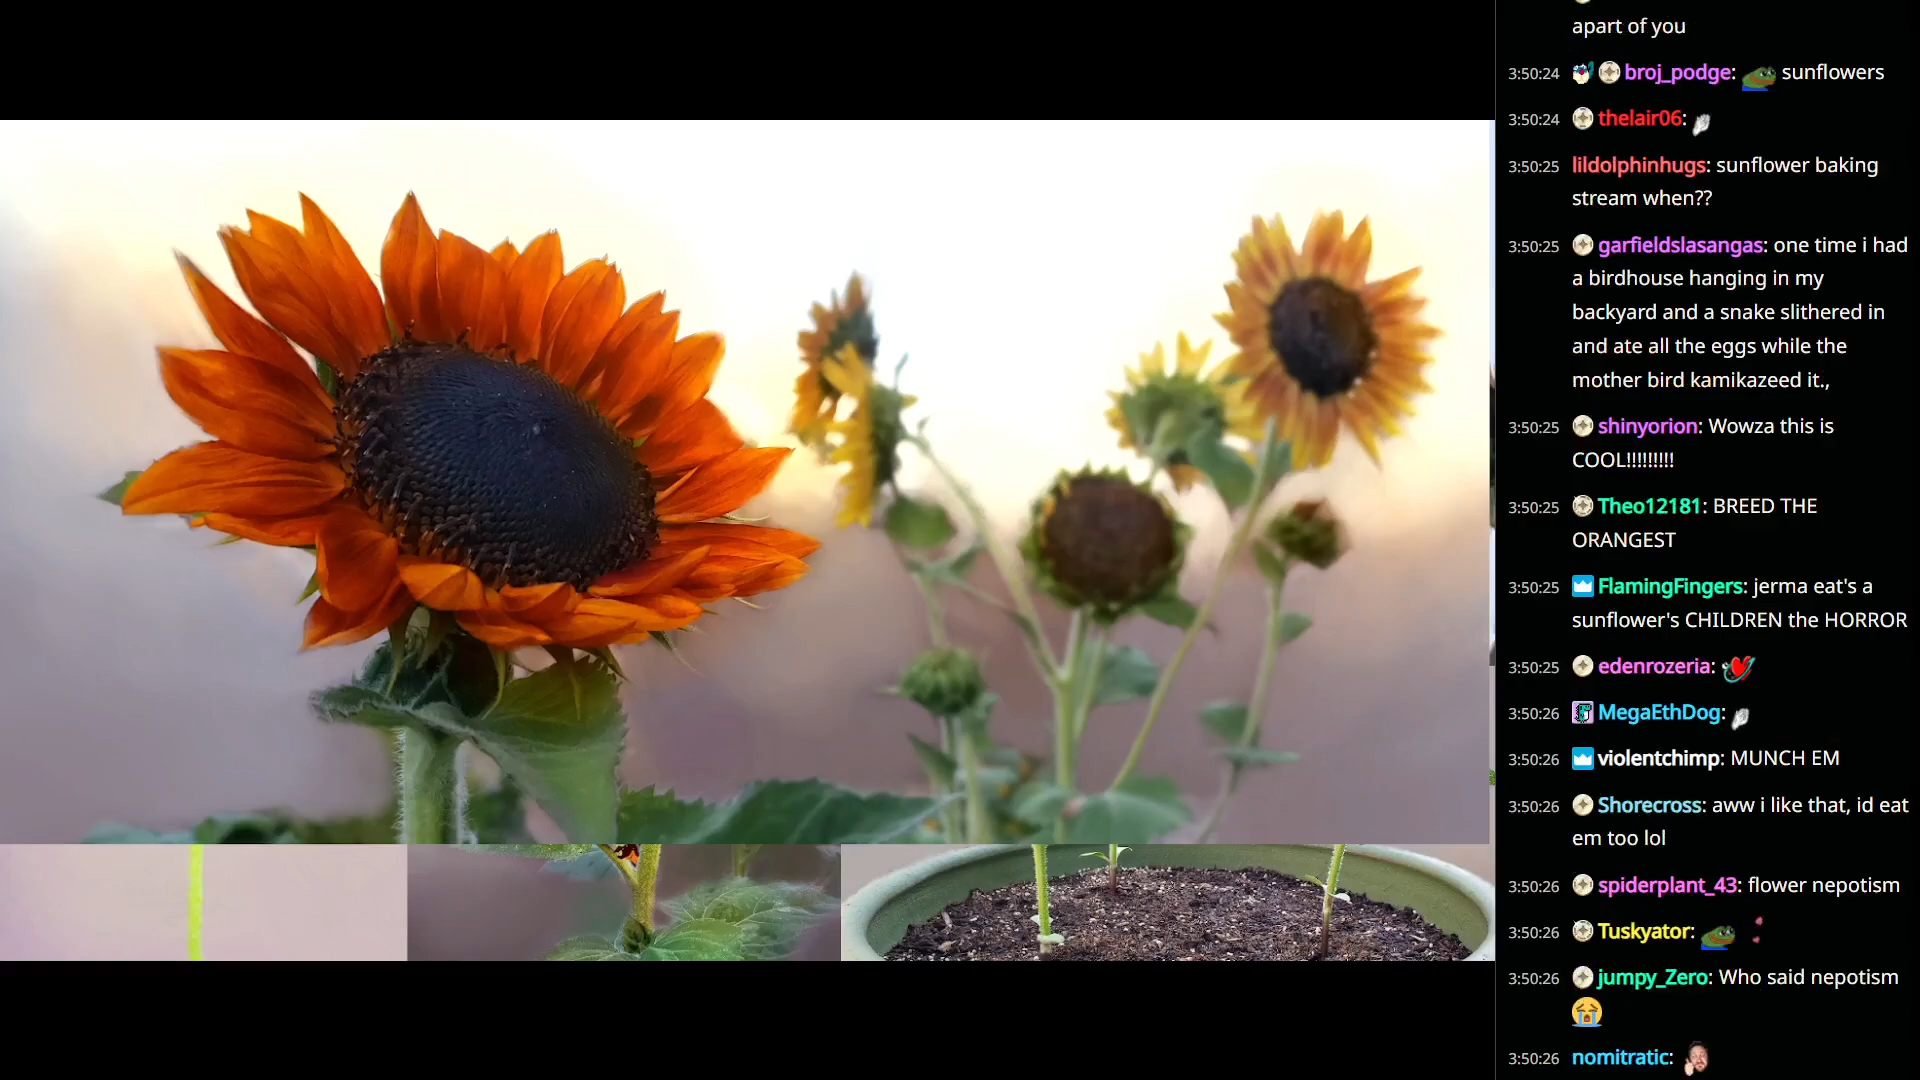 apart of you
3:50:24 broj_podge: sunflowers
3:50:24 thelair06:
3:50:25 lildolphinhugs: sunflower baking
stream when??
3:50:25 garfieldslasangas: one time i had
a birdhouse hanging in my
backyard and a snake slithered in
and ate all the eggs while the
mother bird kamikazeed it.,
3:50:25 shinyorion: Wowza this is
COOL!!!!!!!!!
3:50:25 Theo12181: BREED THE
ORANGEST
3:50:25 FlamingFingers: jerma eat's a
sunflower's CHILDREN the HORROR
3:50:25 edenrozeria:
3:50:26 MegaEthDog:
3:50:26 violentchimp: MUNCH EM
3:50:26 Shorecross: aww i like that, id eat
em too lol
3:50:26 spiderplant_43: flower nepotism
3:50:26 Tuskyator:
3:50:26 jumpy_Zero: Who said nepotism
3:50:26 nomitratic: